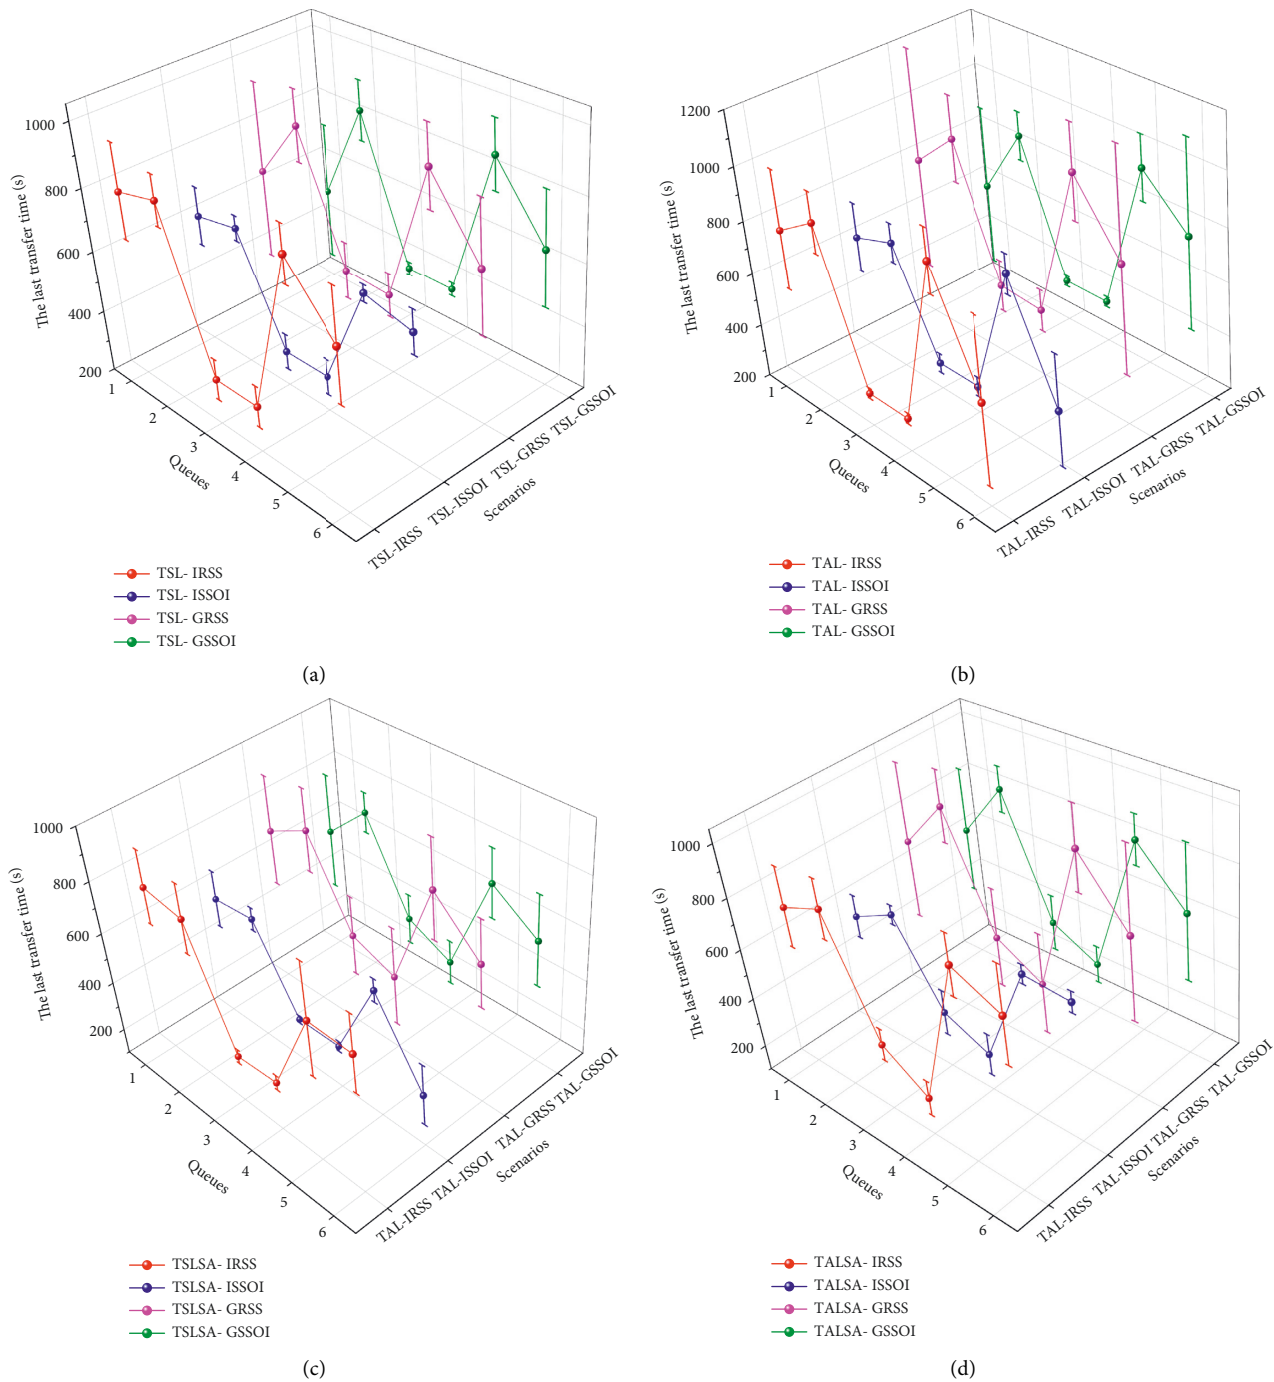 1000
800
600
400
200
The last transfer time (s)
1
2
3
4
5
6
Queues
TSL-IRSS
TSL-ISSOI
TSL-GRSS
TSL-GSSOI
Scenarios
TSL- IRSS
TSL- ISSOI
TSL- GRSS
TSL- GSSOI
(a)
1200
1000
800
600
400
200
The last transfer time (s)
1
2
3
4
5
6
Queues
TAL-IRSS
TAL-ISSOI
TAL-GRSS
TAL-GSSOI
Scenarios
TAL- IRSS
TAL- ISSOI
TAL- GRSS
TAL- GSSOI
(b)
1000
800
600
400
200
The last transfer time (s)
1
2
3
4
5
6
Queues
TAL-IRSS
TAL-ISSOI
TAL-GRSS
TAL-GSSOI
Scenarios
TSLSA- IRSS
TSLSA- ISSOI
TSLSA- GRSS
TSLSA- GSSOI
(c)
1000
800
600
400
200
The last transfer time (s)
1
2
3
4
5
6
Queues
TAL-IRSS
TAL-ISSOI
TAL-GRSS
TAL-GSSOI
Scenarios
TALSA- IRSS
TALSA- ISSOI
TALSA- GRSS
TALSA- GSSOI
(d)